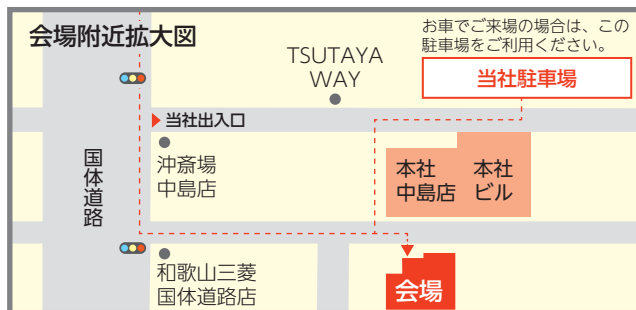 会場附近拡大図
お車でご来場の場合は、この
駐車場をご利用ください。
当社駐車場
TSUTAYA
WAY
当社出入口
国体道路
沖斎場
中島店
本社
中島店
本社
ビル
和歌山三菱
国体道路店
会場